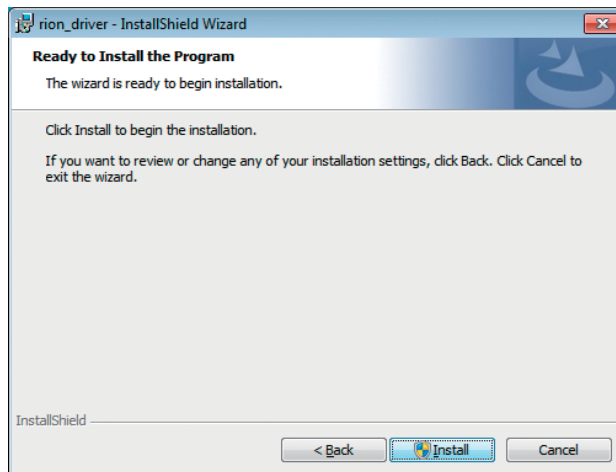 rion_driver - InstallShield Wizard
Ready to Install the Program
The wizard is ready to begin installation.
Click Install to begin the installation.
If you want to review or change any of your installation settings, click Back. Click Cancel to
exit the wizard.
InstallShield
< Back
Install
Cancel